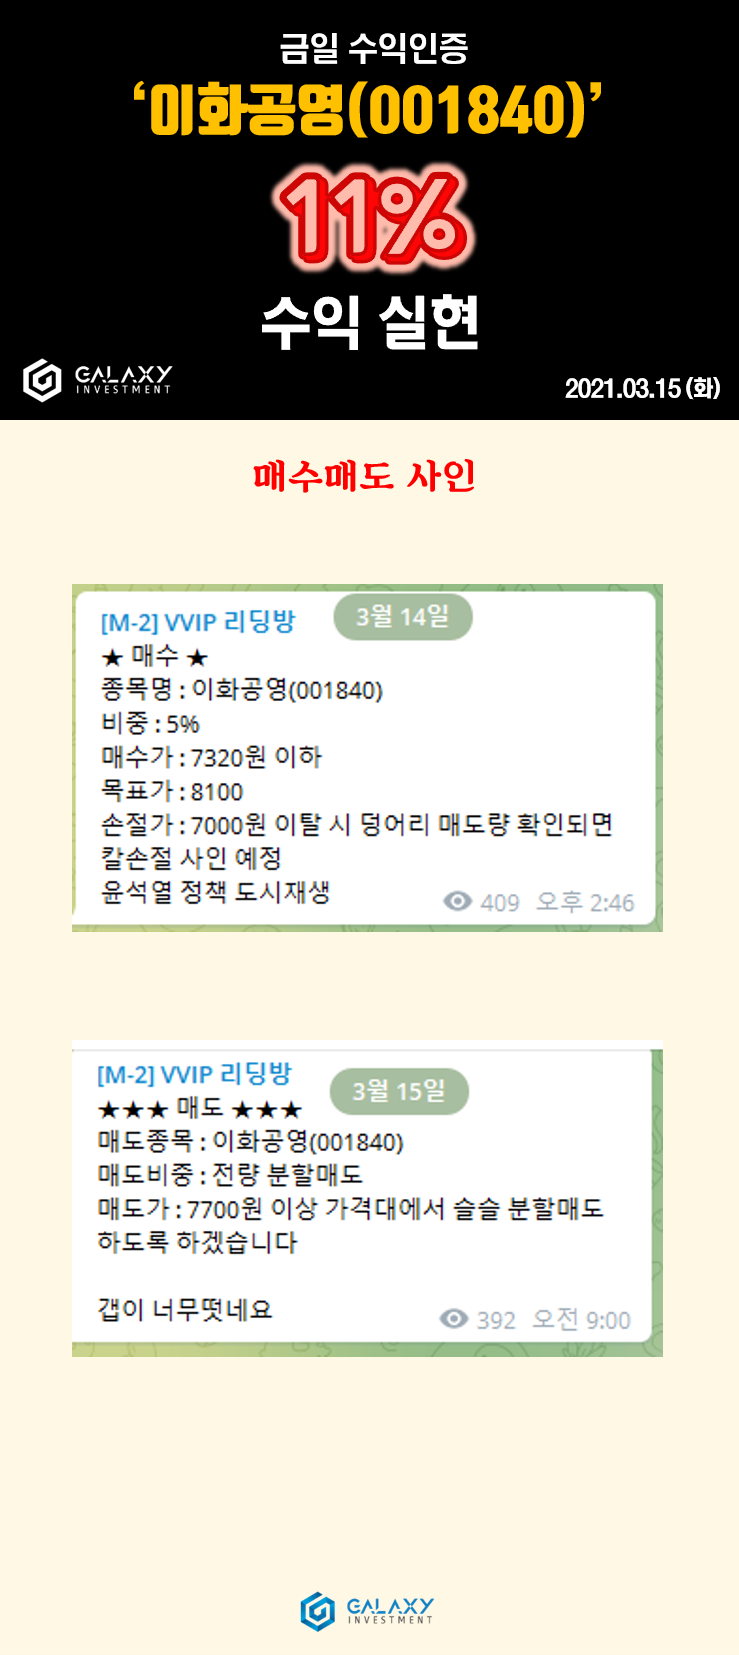 금일 수익인증
‘이화공영(001840)’
11%
수익 실현
GALAXY
INVESTMENT
2021.03.15 (화)
매수매도 사인
[M-2] VVIP 리딩방
3월 14일
★ 매수 ★
종목명 : 이화공영(001840)
비중 : 5%
매수가 : 7320원 이하
목표가 : 8100
손절가 : 7000원 이탈 시 덩어리 매도량 확인되면
칼손절 사인 예정
윤석열 정책 도시재생
409 오후 2:46
[M-2] VVIP 리딩방
3월 15일
★★★ 매도 ★★★
매도종목 : 이화공영(001840)
매도비중 : 전량 분할매도
매도가 : 7700원 이상 가격대에서 슬슬 분할매도
하도록 하겠습니다
갭이 너무떳네요
392 오전 9:00
GALAXY
INVESTMENT